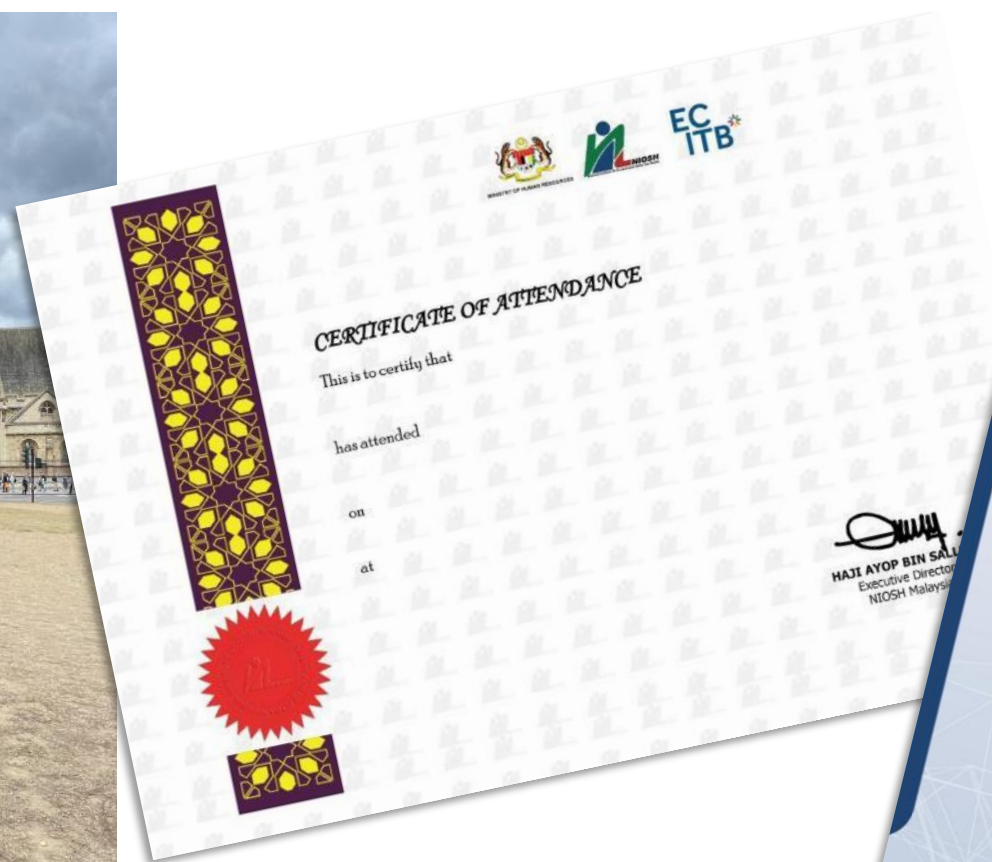 MINISTRY OF HUMAN RESOURCES
NIOSH
EC
ITB
CERTIFICATE OF ATTENDANCE
This is to certify that
has attended
on
at
HAJI AYOP BIN SALL
Executive Director
NIOSH Malaysia